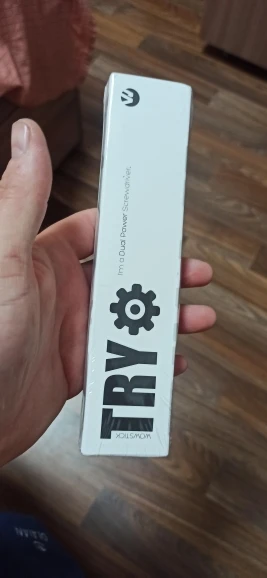 I'm a Dual Power Screwdriver.
TRY
WOWSTICK